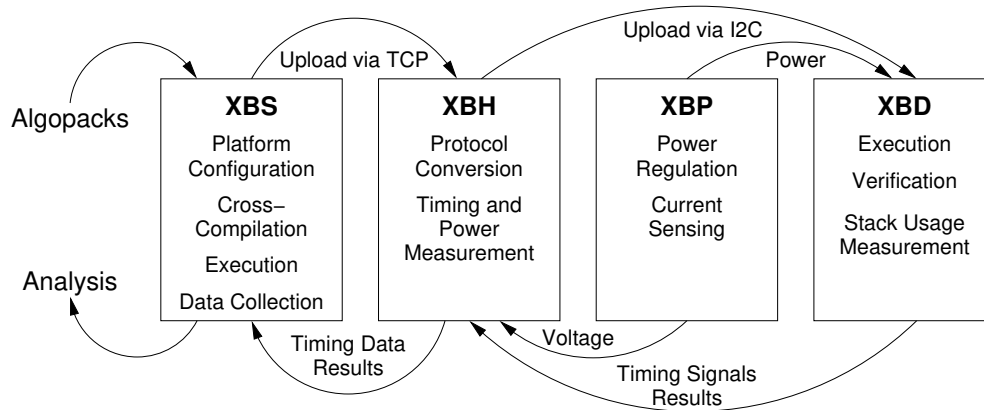 Upload via TCP
Upload via I2C
Power
Algopacks
Analysis
XBS
Platform
Configuration
Cross−
Compilation
Execution
Data Collection
XBH
Protocol
Conversion
Timing and
Power
Measurement
XBP
Power
Regulation
Current
Sensing
XBD
Execution
Verification
Stack Usage
Measurement
Timing Data
Results
Voltage
Timing Signals
Results